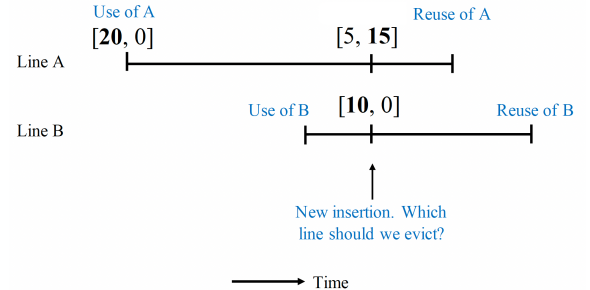 Use of A
Reuse of A
[20, 0]
[5, 15]
Line A
Use of B
[10, 0]
Reuse of B
Line B
New insertion. Which
line should we evict?
Time